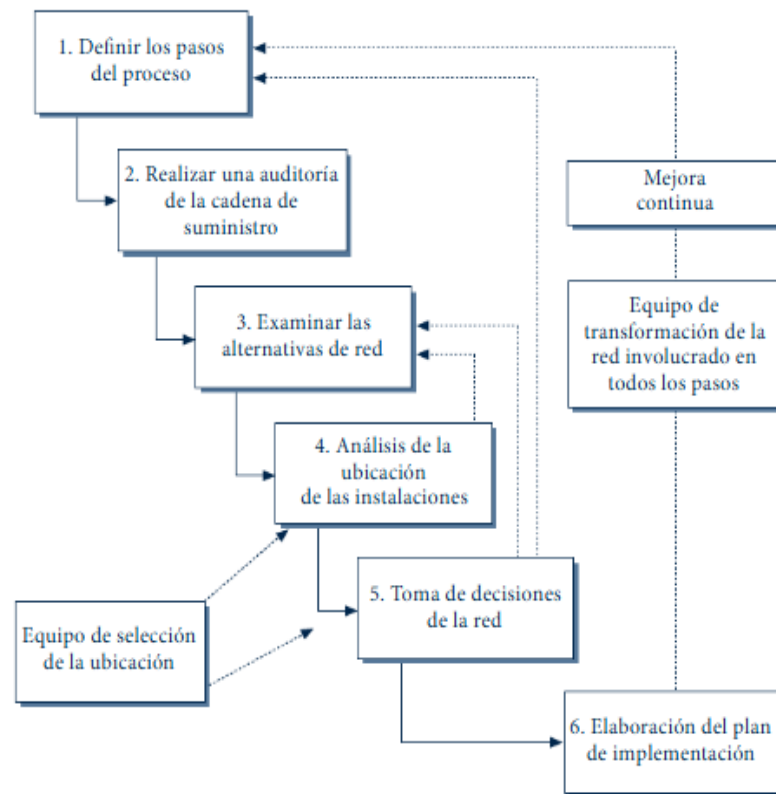 1. Definir los pasos
del proceso
2. Realizar una auditoría
de la cadena de
suministro
Mejora
continua
3. Examinar las
alternativas de red
Equipo de
transformación de la
red involucrado en
todos los pasos
4. Análisis de la
ubicación
de las instalaciones
5. Toma de decisiones
de la red
Equipo de selección
de la ubicación
6. Elaboración del plan
de implementación